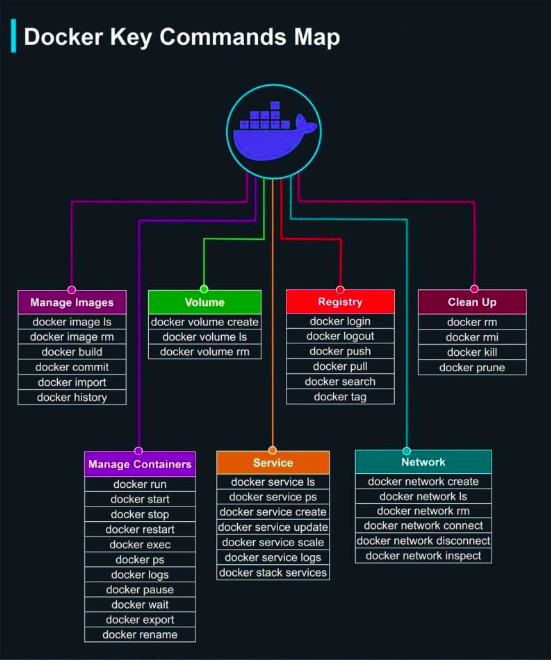 Docker Key Commands Map
Manage Images
docker image ls
docker image rm
docker build
docker commit
docker import
docker history
Volume
docker volume create
docker volume ls
docker volume rm
Registry
docker login
docker logout
docker push
docker pull
docker search
docker tag
Clean Up
docker rm
docker rmi
docker kill
docker prune
Manage Containers
docker run
docker start
docker stop
docker restart
docker exec
docker ps
docker logs
docker pause
docker wait
docker export
docker rename
Service
docker service ls
docker service ps
docker service create
docker service update
docker service scale
docker service logs
docker stack services
Network
docker network create
docker network ls
docker network rm
docker network connect
docker network disconnect
docker network inspect